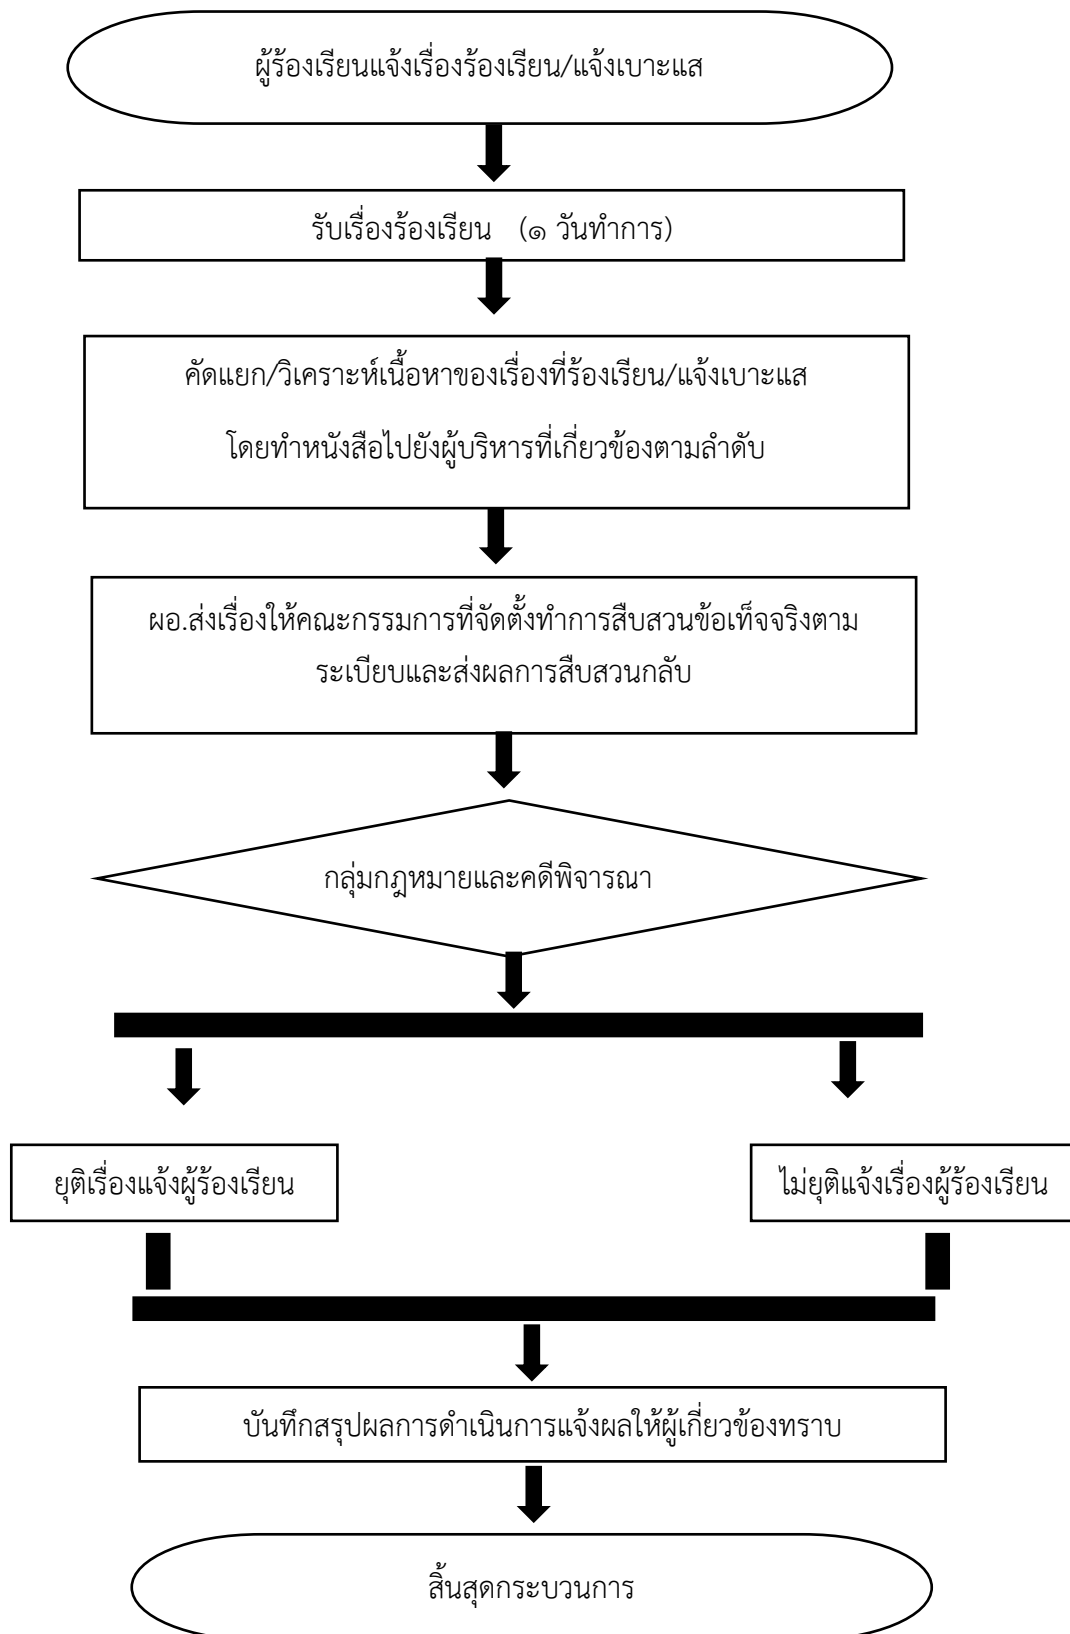 ผู้ร้องเรียนแจ้งเรื่องร้องเรียน/แจ้งเบาะแส
รับเรื่องร้องเรียน (๑ วันทำการ)
คัดแยก/วิเคราะห์เนื้อหาของเรื่องที่ร้องเรียน/แจ้งเบาะแส
โดยทำหนังสือไปยังผู้บริหารที่เกี่ยวข้องตามลำดับ
ผอ.ส่งเรื่องให้คณะกรรมการที่จัดตั้งทำการสืบสวนข้อเท็จจริงตาม
ระเบียบและส่งผลการสืบสวนกลับ
กลุ่มกฎหมายและคดีพิจารณา
ยุติเรื่องแจ้งผู้ร้องเรียน
ไม่ยุติแจ้งเรื่องผู้ร้องเรียน
บันทึกสรุปผลการดำเนินการแจ้งผลให้ผู้เกี่ยวข้องทราบ
สิ้นสุดกระบวนการ